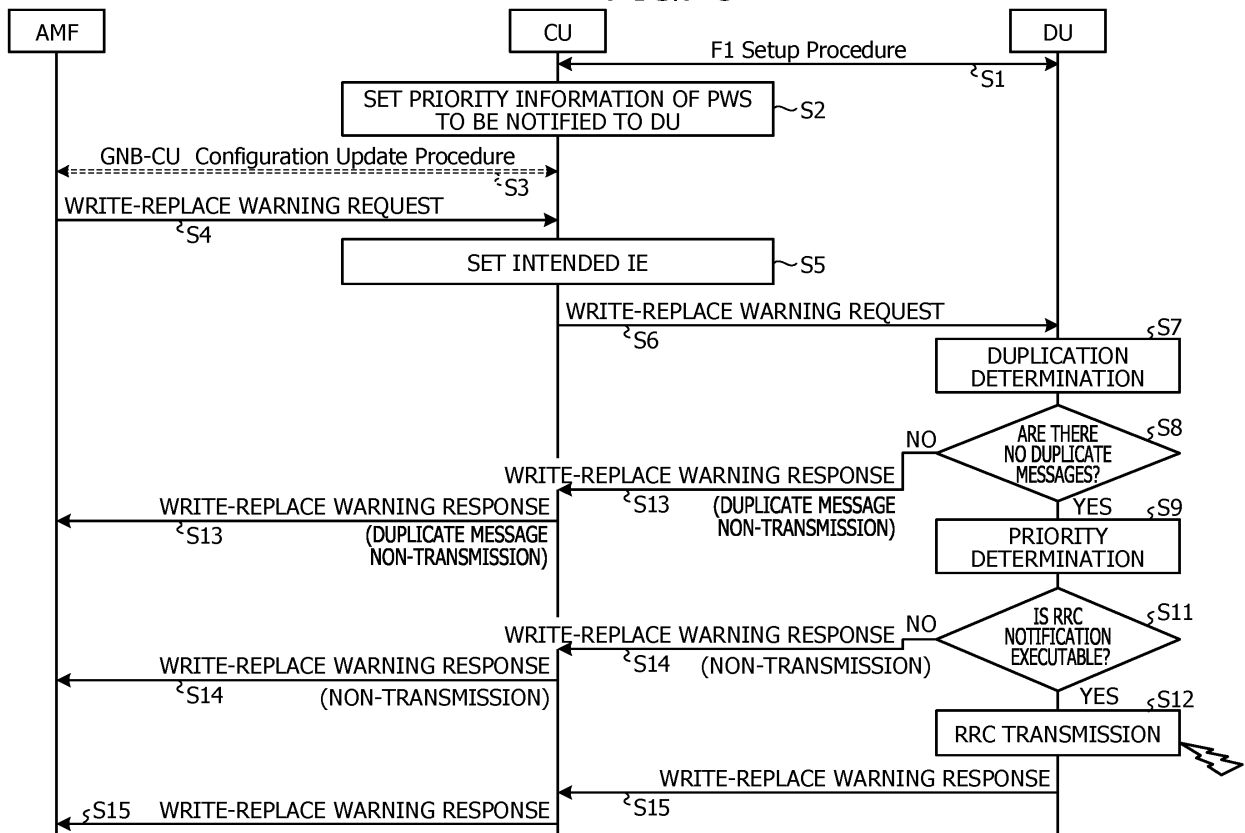 AMF
CU
DU
F1 Setup Procedure
S1
SET PRIORITY INFORMATION OF PWS
TO BE NOTIFIED TO DU
S2
GNB-CU Configuration Update Procedure
S3
WRITE-REPLACE WARNING REQUEST
S4
SET INTENDED IE
S5
WRITE-REPLACE WARNING REQUEST
S6
S7
DUPLICATION
DETERMINATION
ARE THERE
NO DUPLICATE
MESSAGES?
S8
NO
WRITE-REPLACE WARNING RESPONSE
S13
(DUPLICATE MESSAGE
NON-TRANSMISSION)
WRITE-REPLACE WARNING RESPONSE
S13
(DUPLICATE MESSAGE
NON-TRANSMISSION)
YES
S9
PRIORITY
DETERMINATION
IS RRC
NOTIFICATION
EXECUTABLE?
S11
NO
WRITE-REPLACE WARNING RESPONSE
S14
(NON-TRANSMISSION)
WRITE-REPLACE WARNING RESPONSE
S14
(NON-TRANSMISSION)
YES
S12
RRC TRANSMISSION
WRITE-REPLACE WARNING RESPONSE
S15
S15
WRITE-REPLACE WARNING RESPONSE